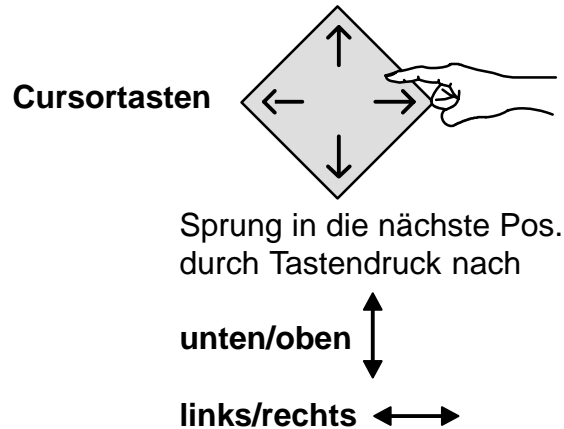 Cursortasten
Sprung in die nächste Pos.
durch Tastendruck nach
unten/oben
links/rechts